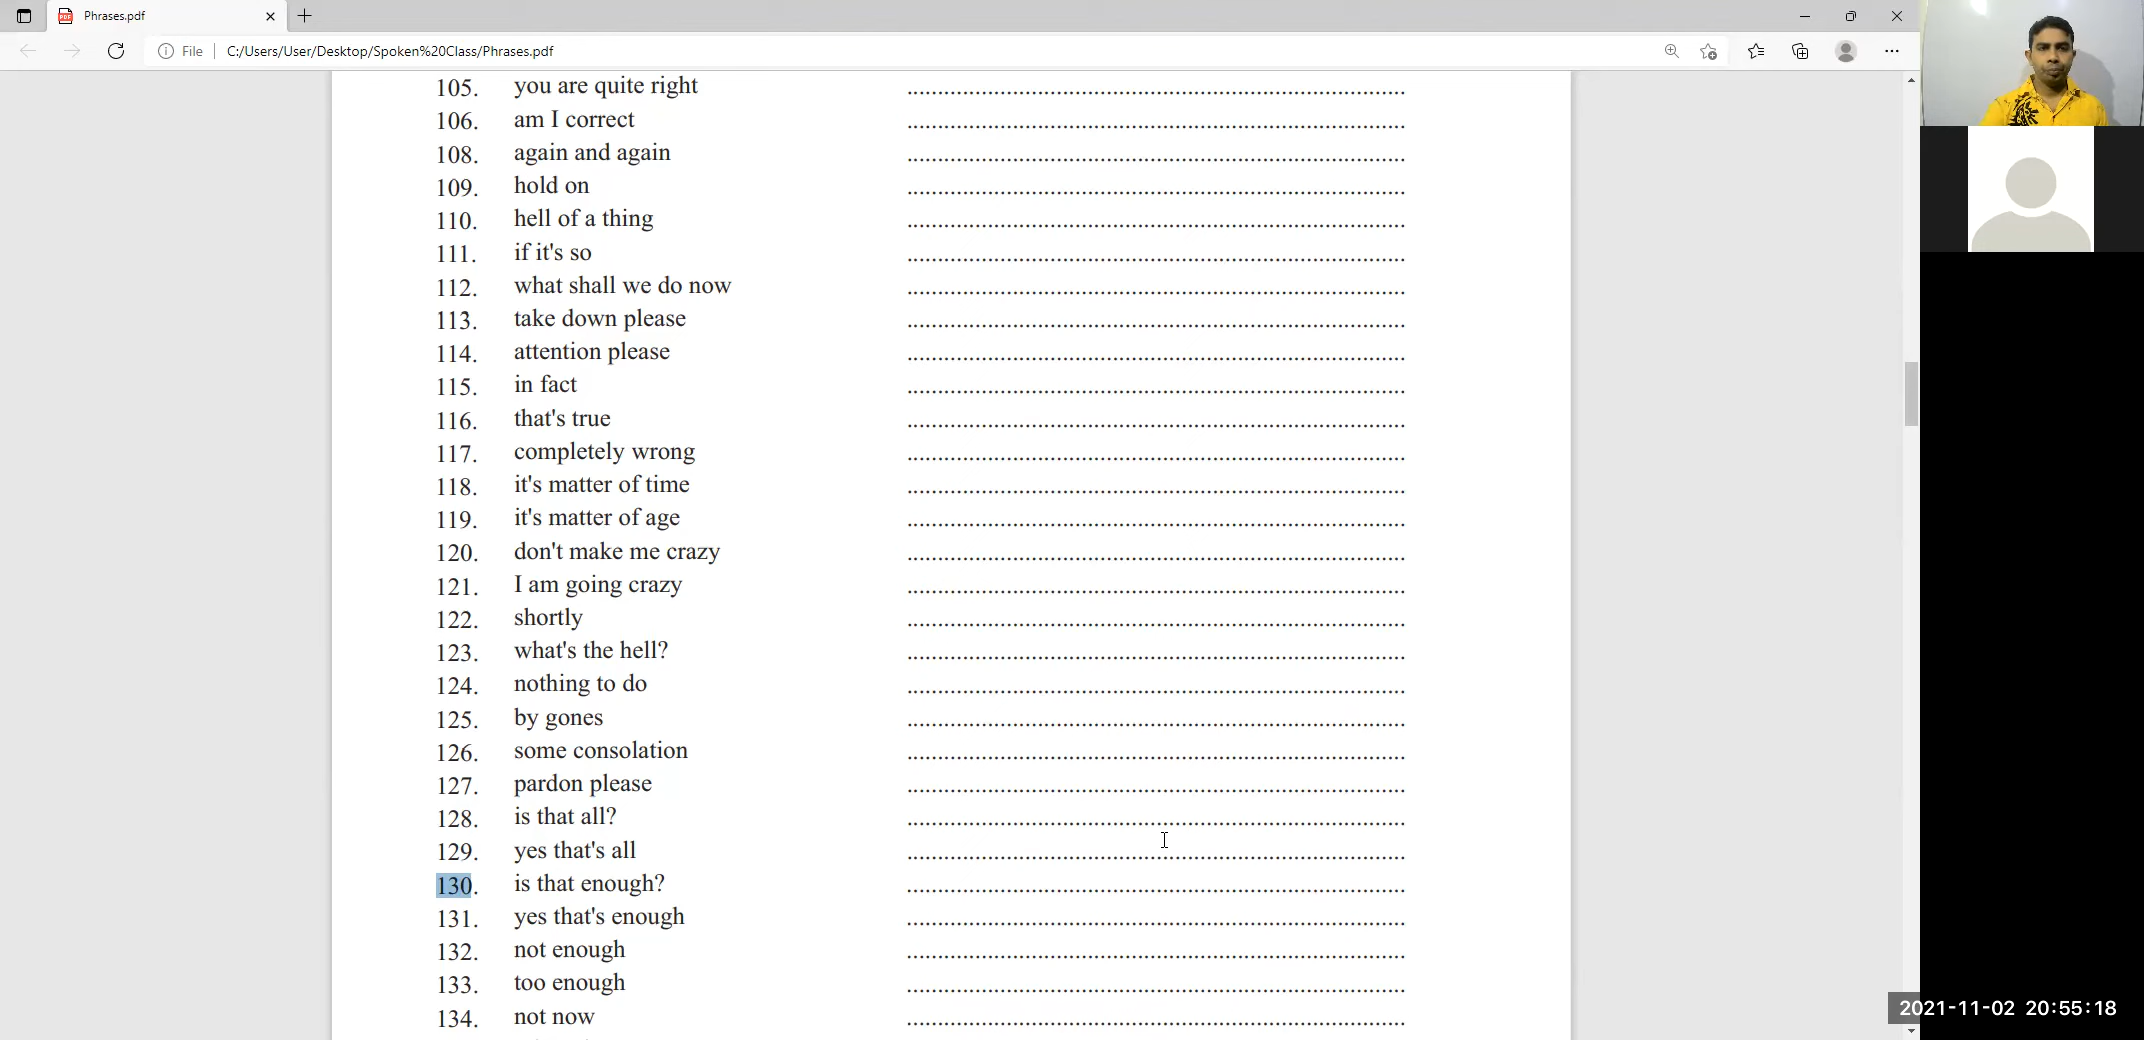 Phrases.pdf
File
C:/Users/User/Desktop/Spoken%20Class/Phrases.pdf
105. you are quite right ................................................................................
106. am I correct ................................................................................
108. again and again ................................................................................
109. hold on ................................................................................
110. hell of a thing ................................................................................
111. if it's so ................................................................................
112. what shall we do now ................................................................................
113. take down please ................................................................................
114. attention please ................................................................................
115. in fact ................................................................................
116. that's true ................................................................................
117. completely wrong ................................................................................
118. it's matter of time ................................................................................
119. it's matter of age ................................................................................
120. don't make me crazy ................................................................................
121. I am going crazy ................................................................................
122. shortly ................................................................................
123. what's the hell? ................................................................................
124. nothing to do ................................................................................
125. by gones ................................................................................
126. some consolation ................................................................................
127. pardon please ................................................................................
128. is that all? ................................................................................
129. yes that's all ................................................................................
130. is that enough? ................................................................................
131. yes that's enough ................................................................................
132. not enough ................................................................................
133. too enough ................................................................................
134. not now ................................................................................
2021-11-02 20:55:18